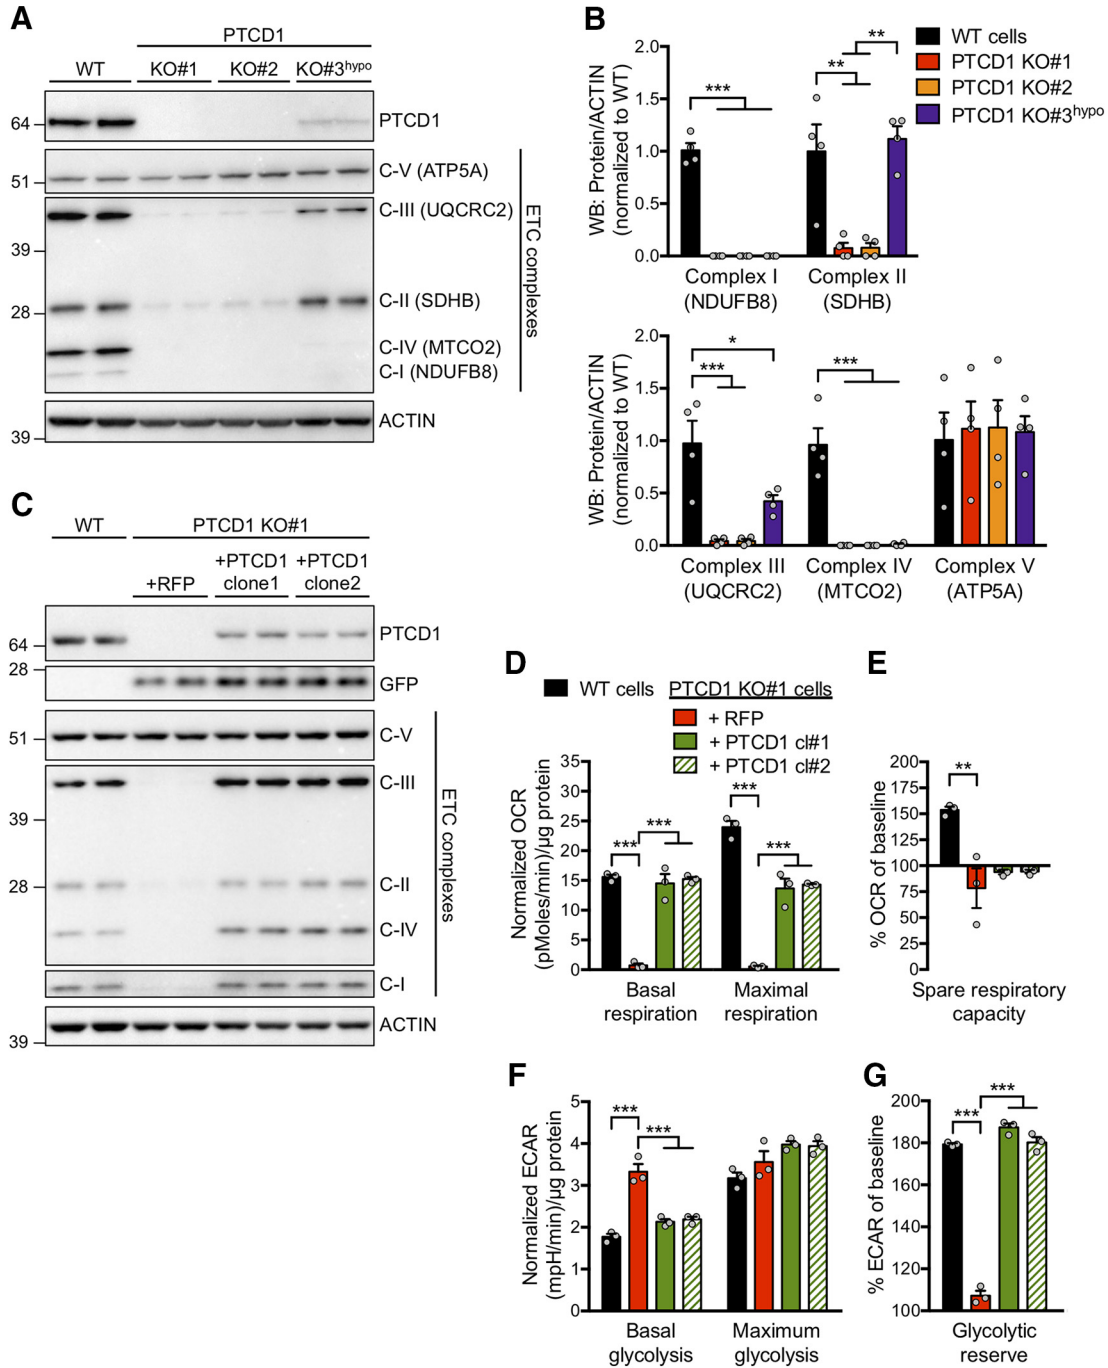 A
PTCD1
WT KO#1 KO#2 KO#3hypo
64
PTCD1
51
C-V (ATP5A)
C-III (UQCRC2)
39
C-II (SDHB)
28
C-IV (MTCO2)
C-I (NDUFB8)
ETC complexes
39
ACTIN
B
WT cells
PTCD1 KO#1
PTCD1 KO#2
PTCD1 KO#3hypo
WB: Protein/ACTIN
(normalized to WT)
2.0
1.5
1.0
0.5
0.0
***
**
**
Complex I
(NDUFB8)
Complex II
(SDHB)
WB: Protein/ACTIN
(normalized to WT)
2.0
1.5
1.0
0.5
0.0
*
***
***
Complex III
(UQCRC2)
Complex IV
(MTCO2)
Complex V
(ATP5A)
C
WT
PTCD1 KO#1
+RFP
+PTCD1
clone1
+PTCD1
clone2
64
PTCD1
28
GFP
51
C-V
C-III
39
28
C-II
C-IV
C-I
ETC complexes
39
ACTIN
D
WT cells
PTCD1 KO#1 cells
+ RFP
+ PTCD1 cl#1
+ PTCD1 cl#2
Normalized OCR
(pMoles/min)/µg protein
35
30
25
20
15
10
5
0
***
***
***
***
Basal
respiration
Maximal
respiration
E
% OCR of baseline
200
175
150
125
100
75
50
25
0
**
Spare respiratory
capacity
F
Normalized ECAR
(mpH/min)/µg protein
5
4
3
2
1
0
***
***
Basal
glycolysis
Maximum
glycolysis
G
% ECAR of baseline
200
180
160
140
120
100
***
***
Glycolytic
reserve